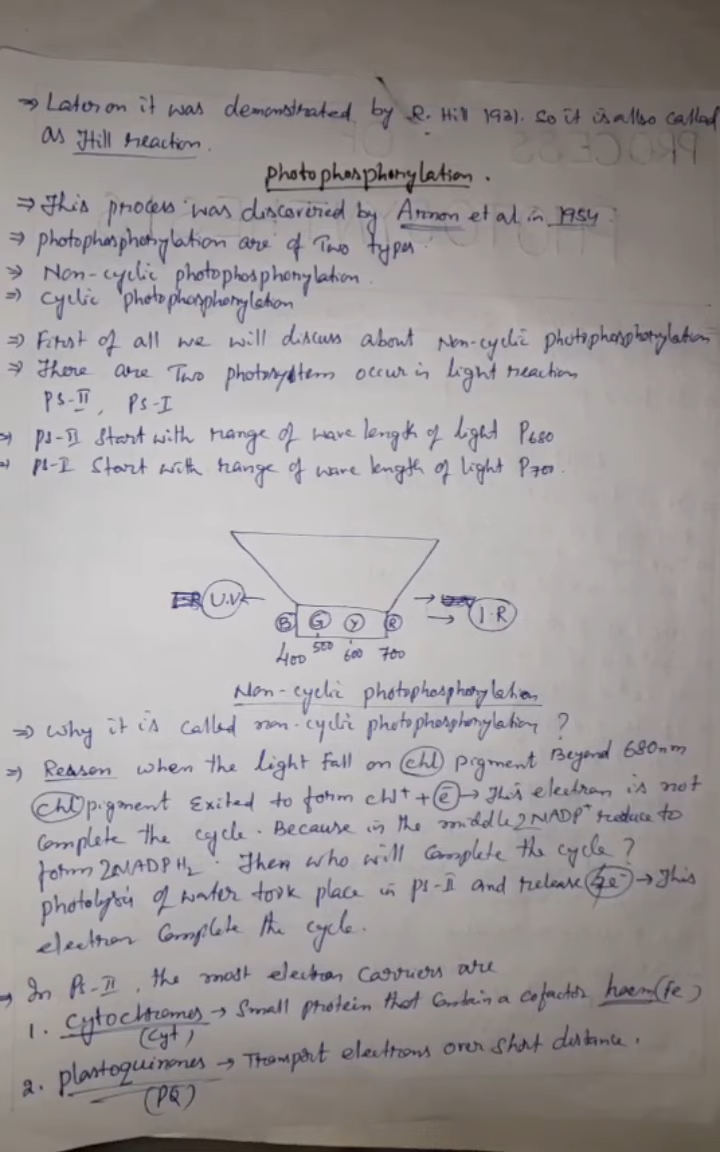 ⇒ Later on it was demonstrated by R. Hill 1921. So it is also called
as Hill reaction.
photophosphorylation.
⇒ This process was discovered by Arnon et al in 1954
⇒ photophosphorylation are of Two types
⇒ Non-cyclic photophosphorylation.
⇒ cyclic photophosphorylation
⇒ First of all we will discuss about Non-cyclic photophosphorylation
⇒ There are Two photosystem occur in light reaction
PS-II, PS-I
⇒ PS-II Start with range of wave length of light P680
⇒ PS-I Start with range of wave length of light P700.
U.V ← → I.R
B G Y R
400 500 600 700
Non-cyclic photophosphorylation
⇒ Why it is called non-cyclic photophosphorylation ?
⇒ Reason when the light fall on chl pigment Beyond 680nm
chl pigment Exited to form chl+ + e- → This electron is not
complete the cycle. Because in the middle 2NADP+ reduce to
form 2NADPH2. Then who will complete the cycle ?
photolysis of water took place in PS-II and release e- → This
electron complete the cycle.
⇒ In PS-II, the most electron carriers are
1. Cytochromes → Small protein that contain a cofactor haem(fe)
(Cyt)
2. plastoquinones → Transport electrons over short distance.
(PQ)